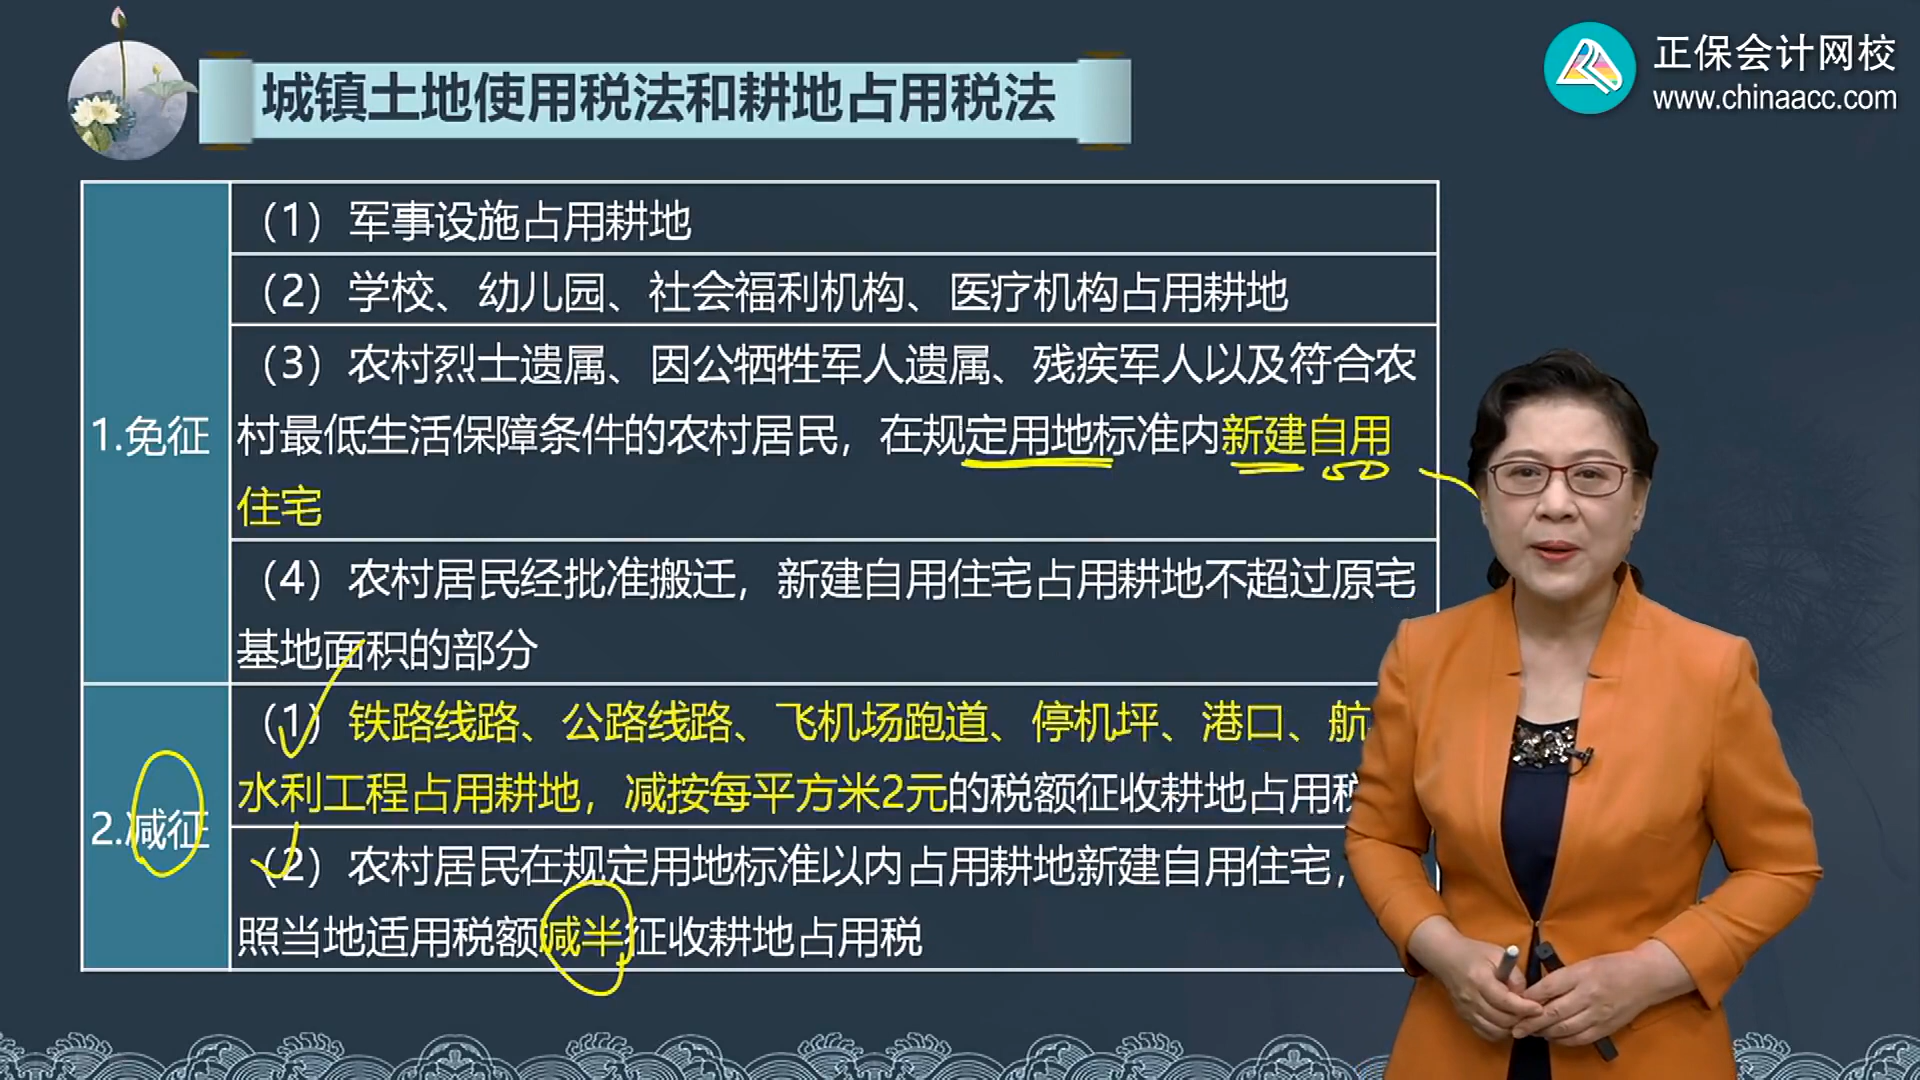 城镇土地使用税法和耕地占用税法
正保会计网校
www.chinaacc.com
1.免征
（1）军事设施占用耕地
（2）学校、幼儿园、社会福利机构、医疗机构占用耕地
（3）农村烈士遗属、因公牺牲军人遗属、残疾军人以及符合农
村最低生活保障条件的农村居民，在规定用地标准内新建自用
住宅
（4）农村居民经批准搬迁，新建自用住宅占用耕地不超过原宅
基地面积的部分
2.减征
（1）铁路线路、公路线路、飞机场跑道、停机坪、港口、航
水利工程占用耕地，减按每平方米2元的税额征收耕地占用税
（2）农村居民在规定用地标准以内占用耕地新建自用住宅，
照当地适用税额减半征收耕地占用税